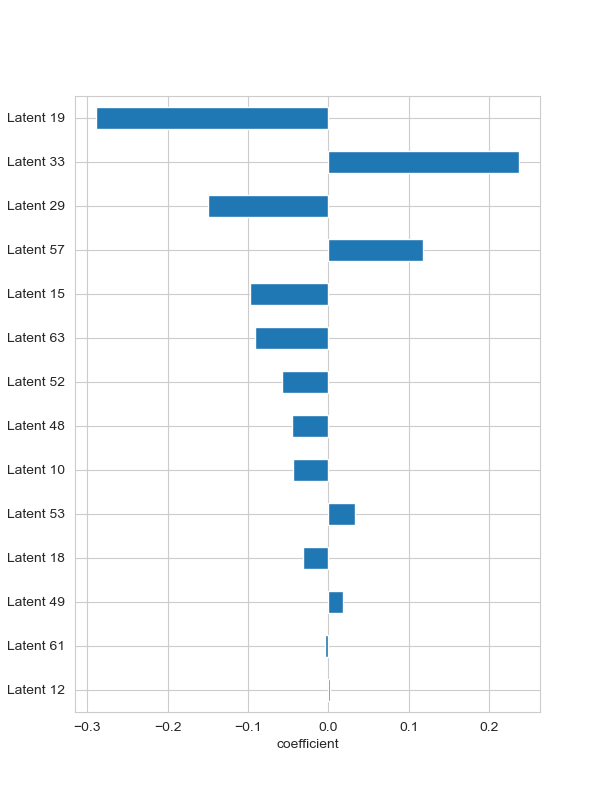 Latent 19
Latent 33
Latent 29
Latent 57
Latent 15
Latent 63
Latent 52
Latent 48
Latent 10
Latent 53
Latent 18
Latent 49
Latent 61
Latent 12
−0.3 −0.2 −0.1 0.0 0.1 0.2
coefficient